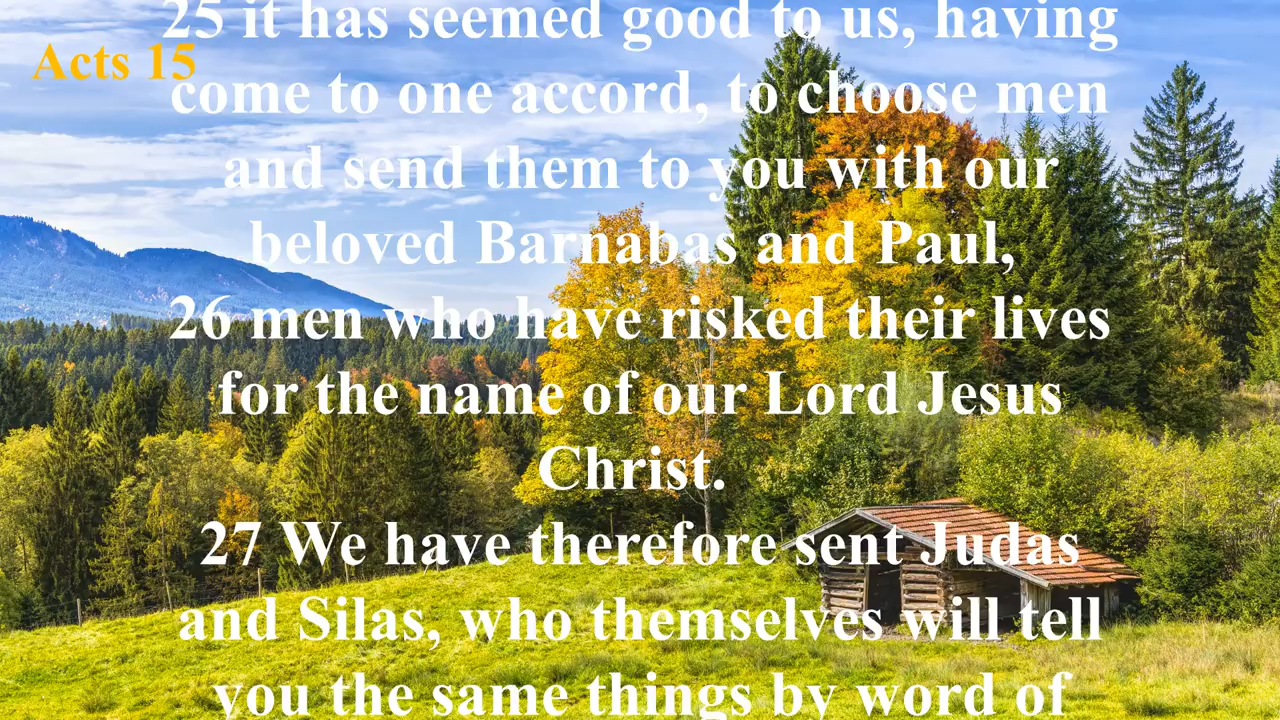 25 it has seemed good to us, having
Acts 15
come to one accord, to choose men
and send them to you with our
beloved Barnabas and Paul,
26 men who have risked their lives
for the name of our Lord Jesus
Christ.
27 We have therefore sent Judas
and Silas, who themselves will tell
you the same things by word of